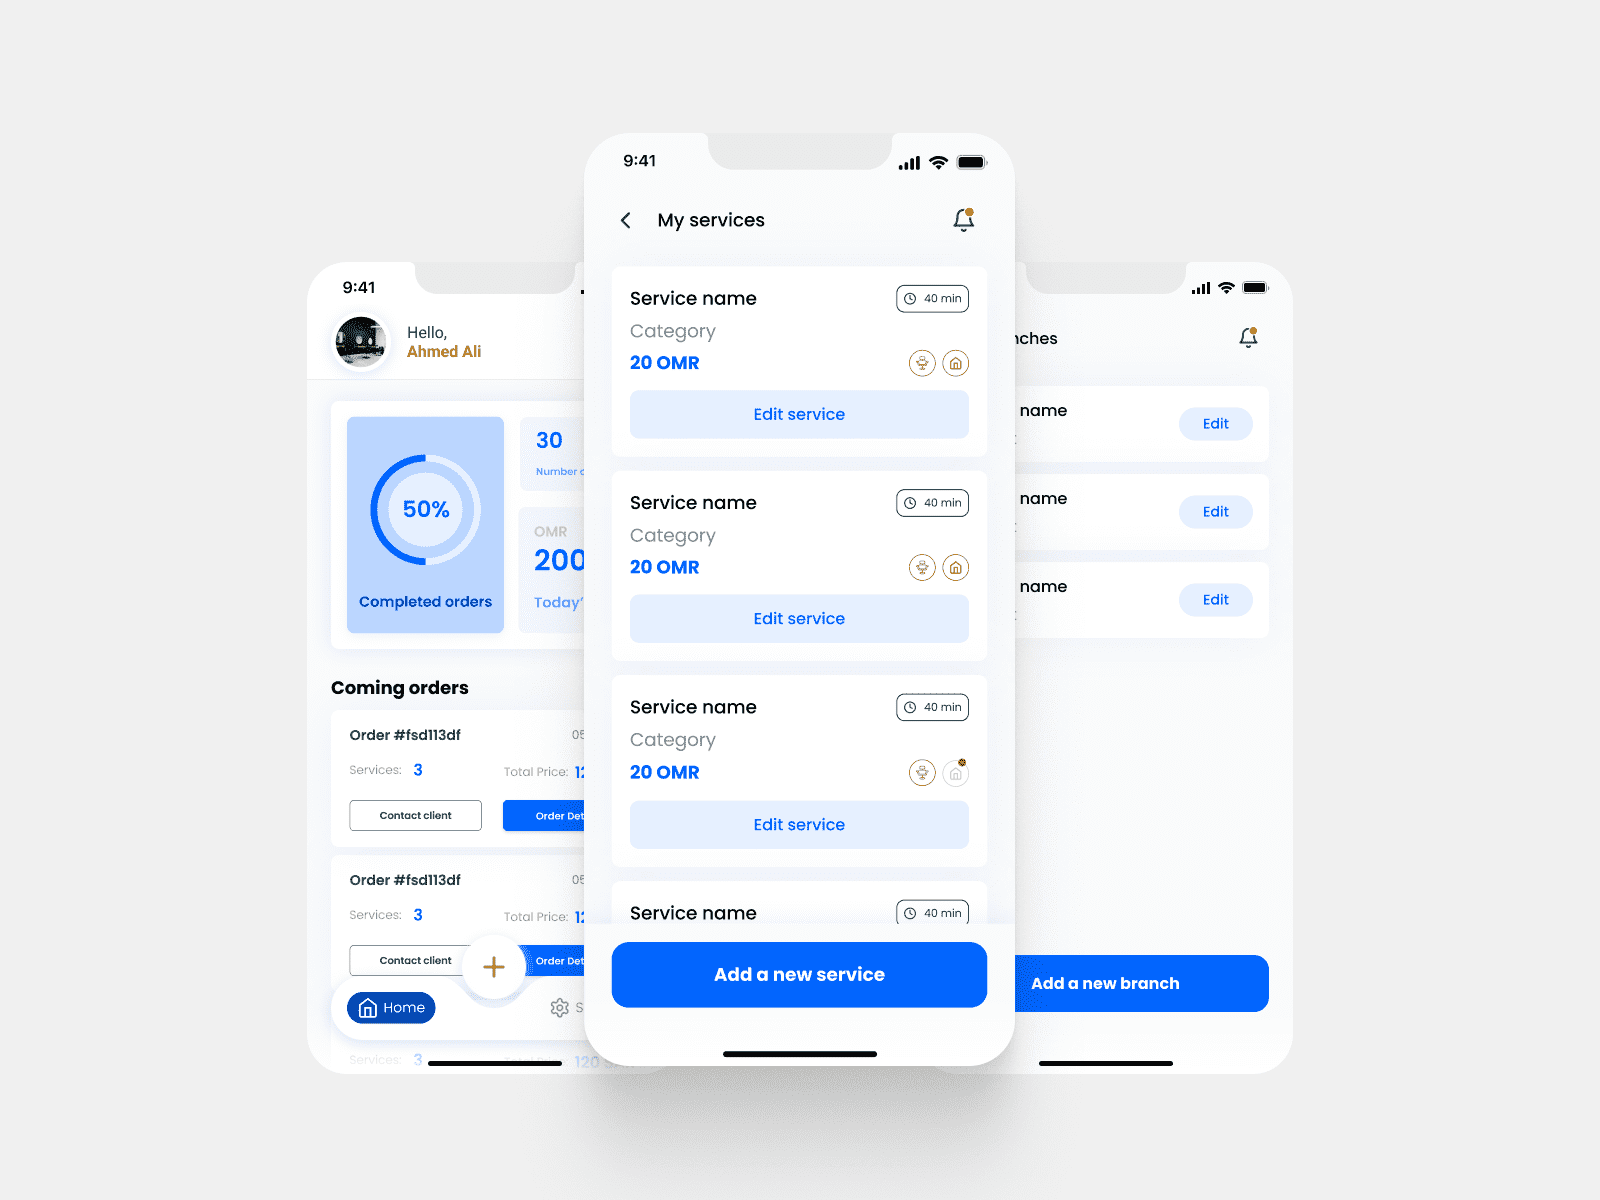 9:41
Hello,
Ahmed Ali
50%
Completed orders
30
Number
OMR
200
Today'
Coming orders
Order #fsd113df
05
Services: 3
Total Price:
Contact client
Order Det
Order #fsd113df
05
Services: 3
Total Price:
Contact client
Order Det
Home
Services: 3
120
9:41
My services
Service name
40 min
Category
20 OMR
Edit service
Service name
40 min
Category
20 OMR
Edit service
Service name
40 min
Category
20 OMR
Edit service
Service name
40 min
Add a new service
nches
name
Edit
name
Edit
name
Edit
Add a new branch